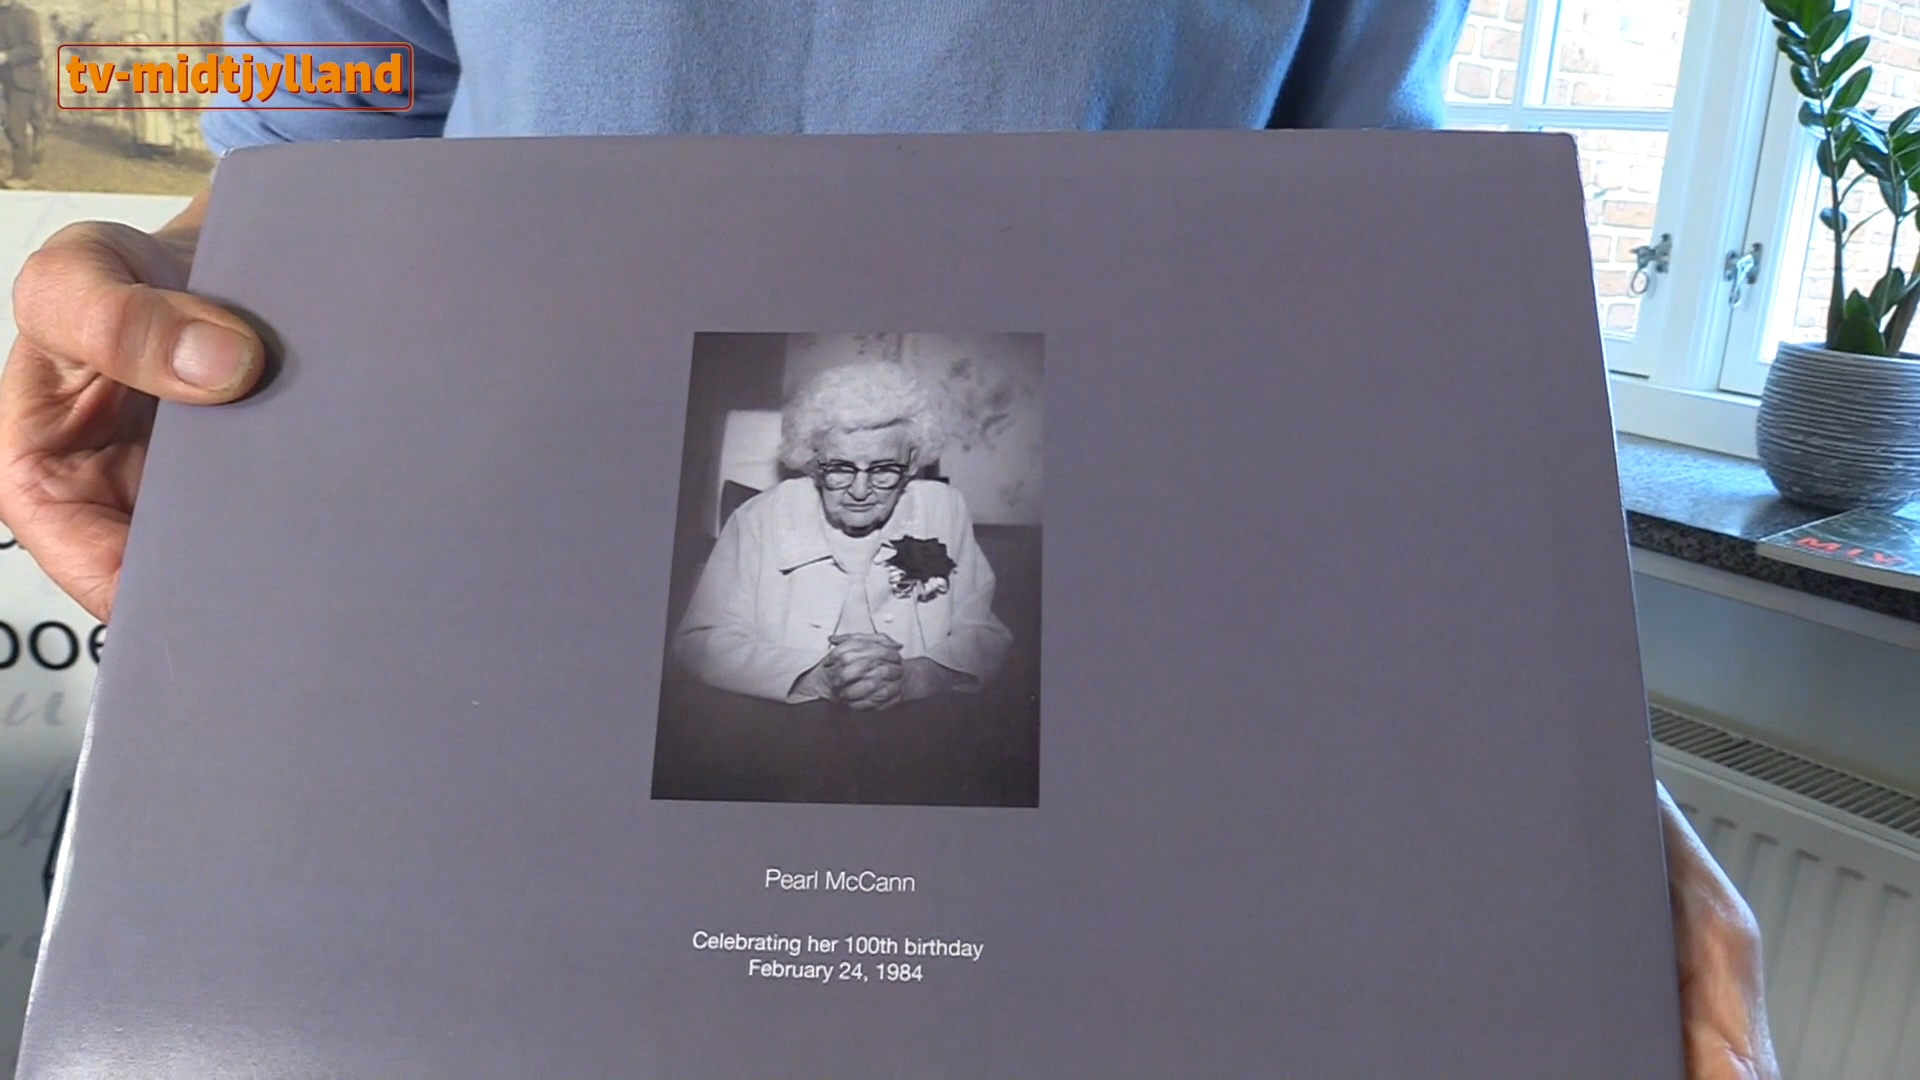 tv-midtjylland
Pearl McCann
Celebrating her 100th birthday
February 24, 1984